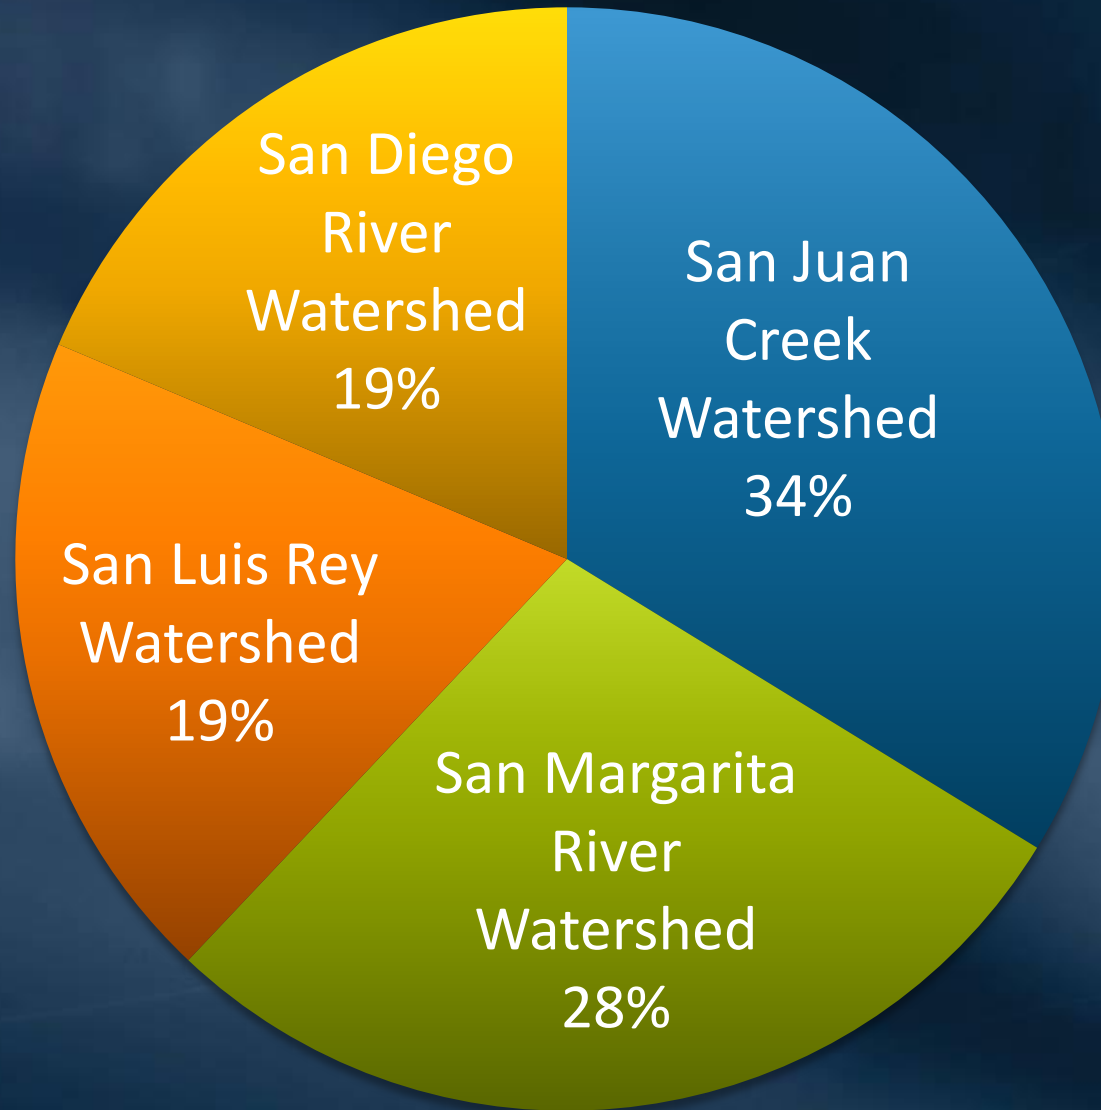 San Diego
River
Watershed
19%
San Juan
Creek
Watershed
34%
San Luis Rey
Watershed
19%
San Margarita
River
Watershed
28%